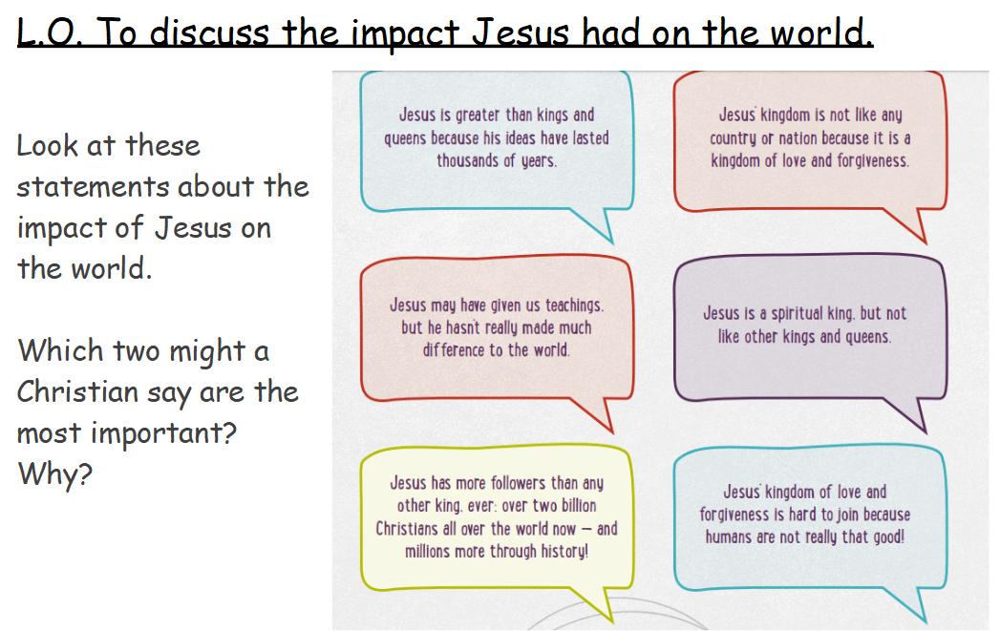 L.O. To discuss the impact Jesus had on the world.
Look at these
statements about the
impact of Jesus on
the world.
Which two might a
Christian say are the
most important?
Why?
Jesus is greater than kings and
queens because his ideas have lasted
thousands of years.
Jesus' kingdom is not like any
country or nation because it is a
kingdom of love and forgiveness.
Jesus may have given us teachings,
but he hasn't really made much
difference to the world.
Jesus is a spiritual king, but not
like other kings and queens.
Jesus has more followers than any
other king, ever: over two billion
Christians all over the world now – and
millions more through history!
Jesus' kingdom of love and
forgiveness is hard to join because
humans are not really that good!